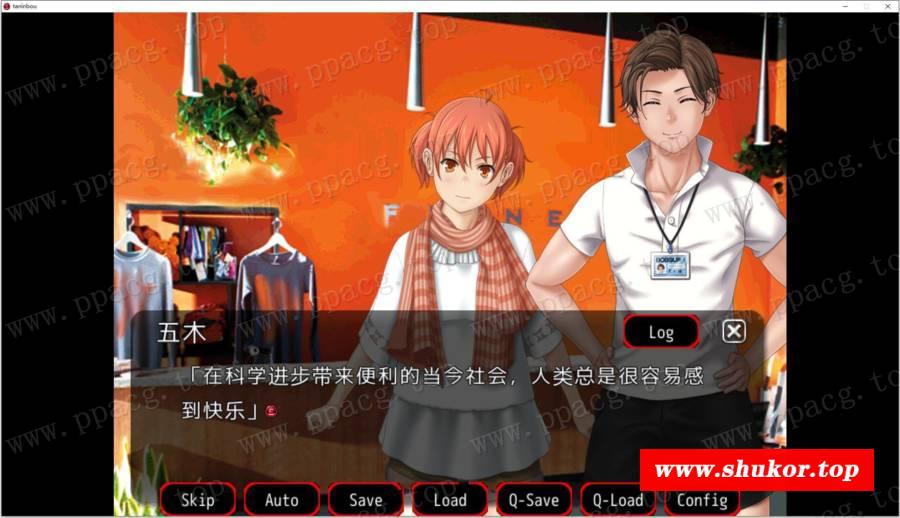 taninbou
www.ppacg.top
F NE
BOBSUP
五木
Log
「在科学进步带来便利的当今社会，人类总是很容易感
到快乐」
www.shukor.top
Skip Auto Save Load Q-Save Q-Load Config